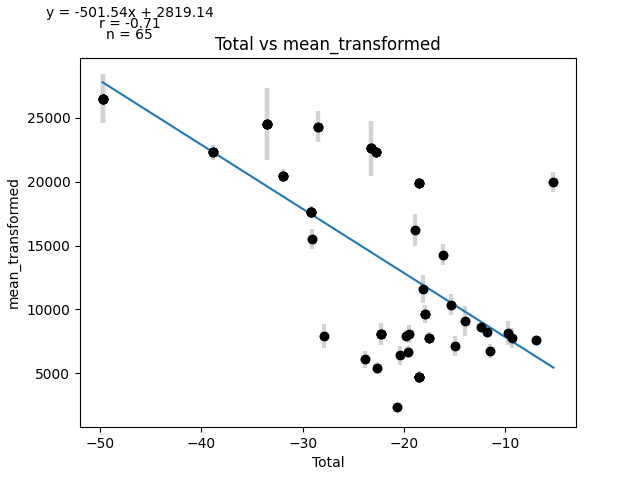 y = -501.54x + 2819.14
r = -0.71
n = 65
Total vs mean_transformed
mean_transformed
25000
20000
15000
10000
5000
−50
−40
−30
−20
−10
Total